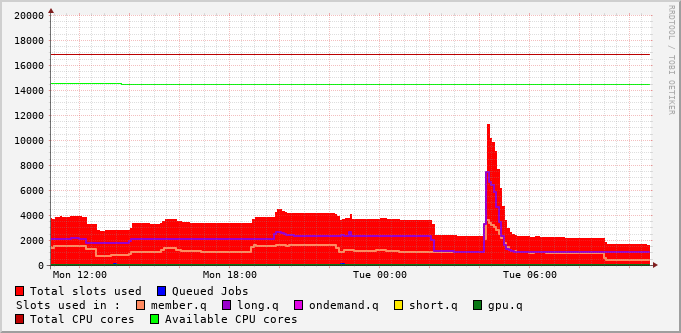 20000
18000
16000
14000
12000
10000
8000
6000
4000
2000
0
Mon 12:00 Mon 18:00 Tue 00:00 Tue 06:00
RRDTOOL / TOBI OETIKER
Total slots used Queued Jobs
Slots used in : member.q long.q ondemand.q short.q gpu.q
Total CPU cores Available CPU cores